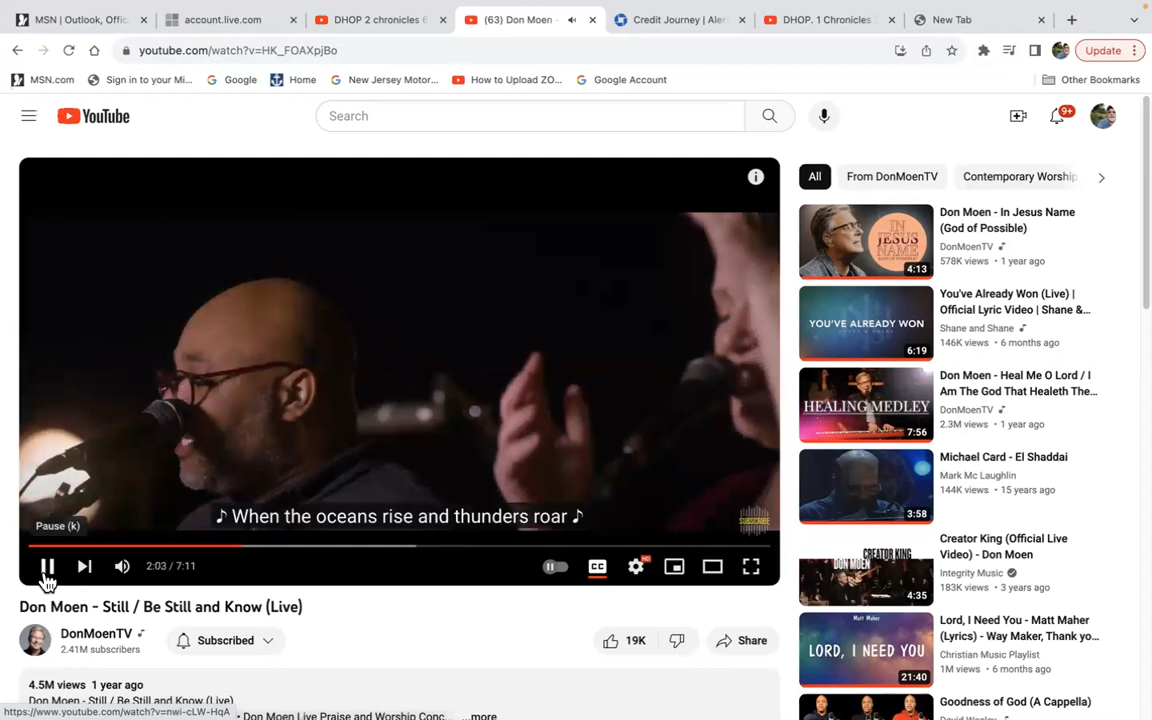 MSN | Outlook, Offic
account.live.com
DHOP 2 chronicles 6
(63) Don Moen -
Credit Journey | Aler
DHOP. 1 Chronicles 2
New Tab
youtube.com/watch?v=HK_FOAXpjBo
Update
MSN.com
Sign in to your Mi...
Google
Home
New Jersey Motor...
How to Upload ZO...
Google Account
Other Bookmarks
YouTube
Search
9+
All
From DonMoenTV
Contemporary Worship
DON MOEN
IN JESUS NAME
4:13
Don Moen - In Jesus Name
(God of Possible)
DonMoenTV
578K views • 1 year ago
YOU'VE ALREADY WON
6:19
You've Already Won (Live) |
Official Lyric Video | Shane &...
Shane and Shane
146K views • 6 months ago
HEALING MEDLEY
7:56
Don Moen - Heal Me O Lord / I
Am The God That Healeth The...
DonMoenTV
2.3M views • 1 year ago
3:58
Michael Card - El Shaddai
Mark Mc Laughlin
144K views • 15 years ago
DON MOEN
CREATOR KING
4:35
Creator King (Official Live
Video) - Don Moen
Integrity Music
183K views • 3 years ago
Matt Maher
LORD, I NEED YOU
21:40
Lord, I Need You - Matt Maher
(Lyrics) - Way Maker, Thank yo...
Christian Music Playlist
1M views • 6 months ago
Goodness of God (A Capella)
♪ When the oceans rise and thunders roar ♪
SUBSCRIBE
Pause (k)
2:03 / 7:11
CC
HD
Don Moen - Still / Be Still and Know (Live)
DonMoenTV
2.41M subscribers
Subscribed
19K
Share
4.5M views 1 year ago
Don Moen - Still / Be Still and Know (Live)
• Don Moen Live Praise and Worship Conc... ...more
https://www.youtube.com/watch?v=nwi-cLW-HqA